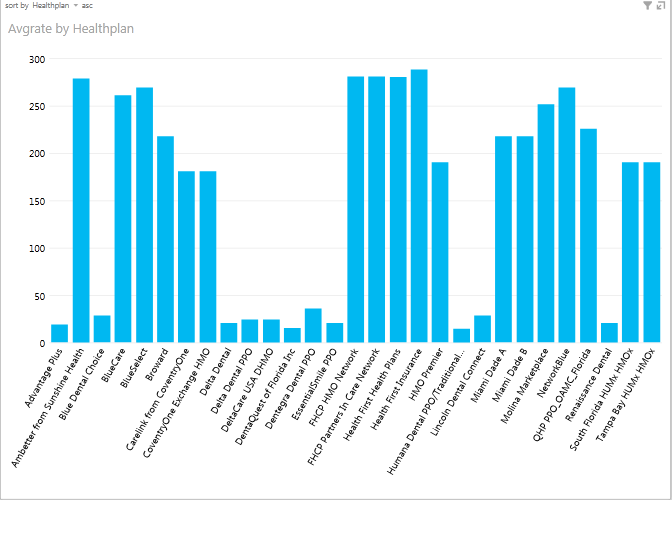 sort by Healthplan asc
Avgrate by Healthplan
300
250
200
150
100
50
0
Advantage Plus
Ambetter from Sunshine Health
Blue Dental Choice
BlueCare
BlueSelect
Broward
Carelink from CoventryOne
CoventryOne Exchange HMO
Delta Dental
Delta Dental PPO
DeltaCare USA DHMO
DentaQuest of Florida Inc
Dentegra Dental PPO
EssentialSmile PPO
FHCP HMO Network
FHCP Partners In Care Network
Health First Health Plans
Health First Insurance
HMO Premier
Humana Dental PPO/Traditional...
Lincoln Dental Connect
Miami Dade A
Miami Dade B
Molina Marketplace
NetworkBlue
QHP PPO_OAMC_Florida
Renaissance Dental
South Florida HUMx HMOx
Tampa Bay HUMx HMOx